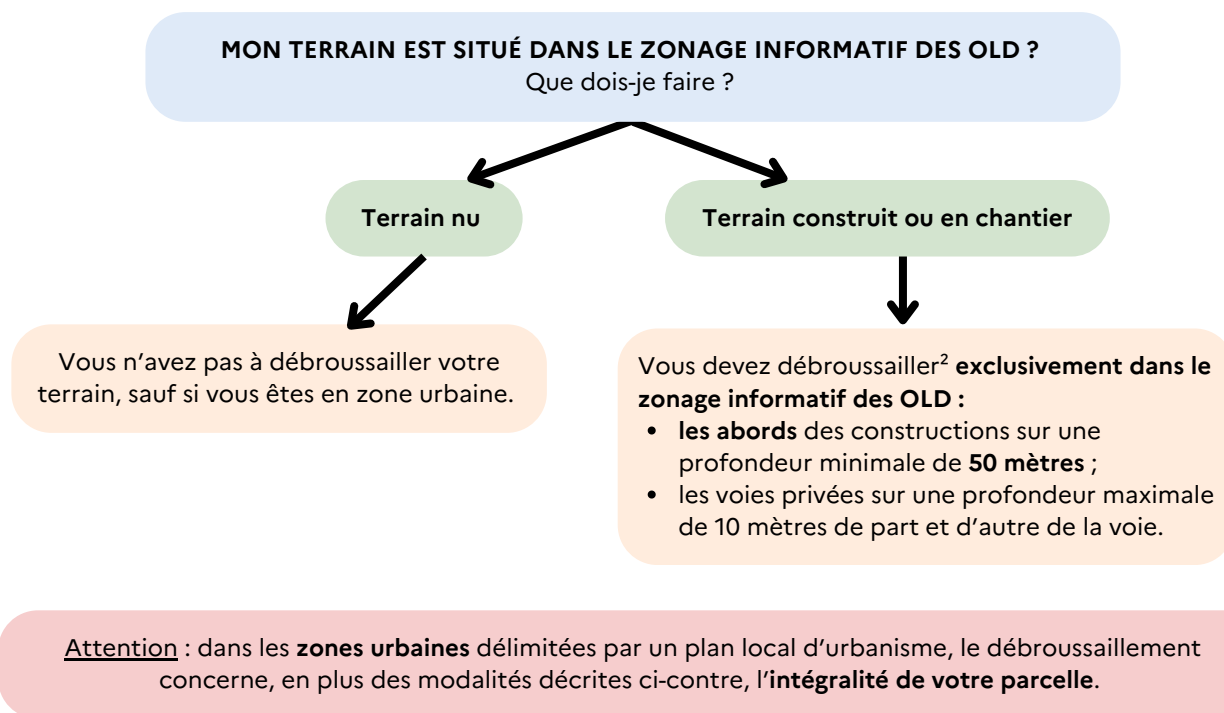 MON TERRAIN EST SITUÉ DANS LE ZONAGE INFORMATIF DES OLD ?
Que dois-je faire ?
Terrain nu
Terrain construit ou en chantier
Vous n'avez pas à débroussailler votre
terrain, sauf si vous êtes en zone urbaine.
Vous devez débroussailler² exclusivement dans le
zonage informatif des OLD :
• les abords des constructions sur une
profondeur minimale de 50 mètres ;
• les voies privées sur une profondeur maximale
de 10 mètres de part et d'autre de la voie.
Attention : dans les zones urbaines délimitées par un plan local d'urbanisme, le débroussaillement
concerne, en plus des modalités décrites ci-contre, l'intégralité de votre parcelle.